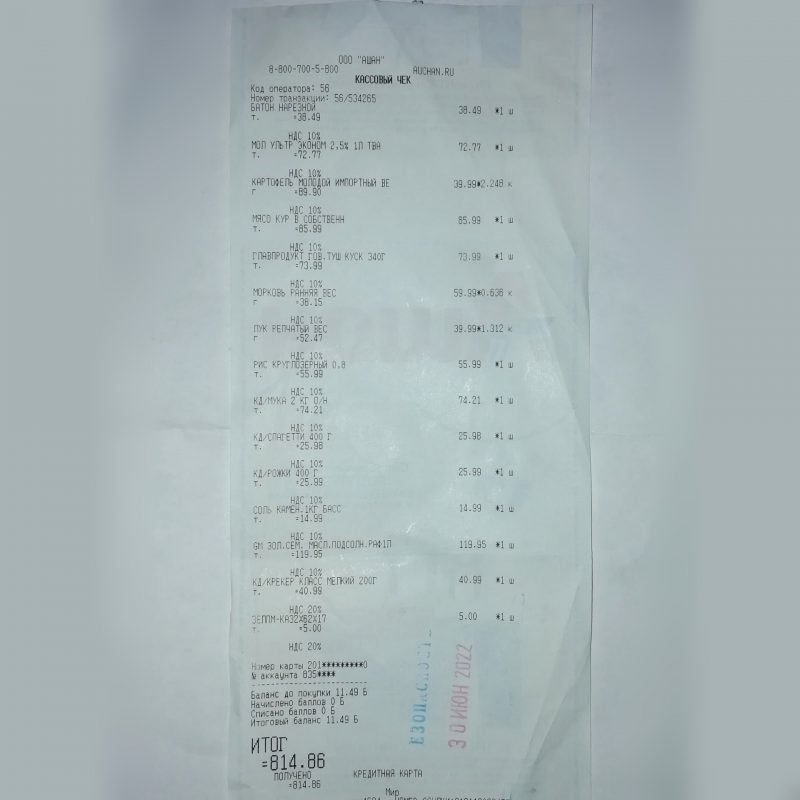 ООО "АШАН"
8-800-700-5-800 AUCHAN.RU
КАССОВЫЙ ЧЕК
Код оператора: 56
Номер транзакции: 56/534265
БАТОН НАРЕЗНОЙ 38.49 *1 ш
т. =38.49
НДС 10%
МОЛ УЛЬТР ЭКОНОМ 2,5% 1Л ТВА 72.77 *1 ш
т. =72.77
НДС 10%
КАРТОФЕЛЬ МОЛОДОЙ ИМПОРТНЫЙ ВЕ 39.99*2.248 к
г =89.90
НДС 10%
МЯСО КУР В СОБСТВЕНН 85.99 *1 ш
т. =85.99
НДС 10%
ГЛАВПРОДУКТ ГОВ.ТУШ КУСК 340Г 73.99 *1 ш
т. =73.99
НДС 10%
МОРКОВЬ РАННЯЯ ВЕС 59.99*0.636 к
г =38.15
НДС 10%
ЛУК РЕПЧАТЫЙ ВЕС 39.99*1.312 к
г =52.47
НДС 10%
РИС КРУГЛОЗЕРНЫЙ 0.8 55.99 *1 ш
т. =55.99
НДС 10%
КД/МУКА 2 КГ О/Н 74.21 *1 ш
т. =74.21
НДС 10%
КД/СПАГЕТТИ 400 Г 25.98 *1 ш
т. =25.98
НДС 10%
КД/РОЖКИ 400 Г 25.99 *1 ш
т. =25.99
НДС 10%
СОЛЬ КАМЕН.1КГ БАСС 14.99 *1 ш
т. =14.99
НДС 10%
GM ЗОЛ.СЕМ. МАСЛ.ПОДСОЛН.РАФ1Л 119.95 *1 ш
т. =119.95
НДС 10%
КД/КРЕКЕР КЛАСС МЕЛКИЙ 200Г 40.99 *1 ш
т. =40.99
НДС 20%
ЗЕЛПМ-КА32Х62Х17 5.00 *1 ш
т. =5.00
НДС 20%
Номер карты 201*********0
№ аккаунта 835****
Баланс до покупки 11.49 Б
Начислено баллов 0 Б
Списано баллов 0 Б
Итоговый баланс 11.49 Б
ЕЗОПАСНОСТЬ
30 ИЮН 2022
ИТОГ
=814.86
ПОЛУЧЕНО КРЕДИТНАЯ КАРТА
=814.86
Мир